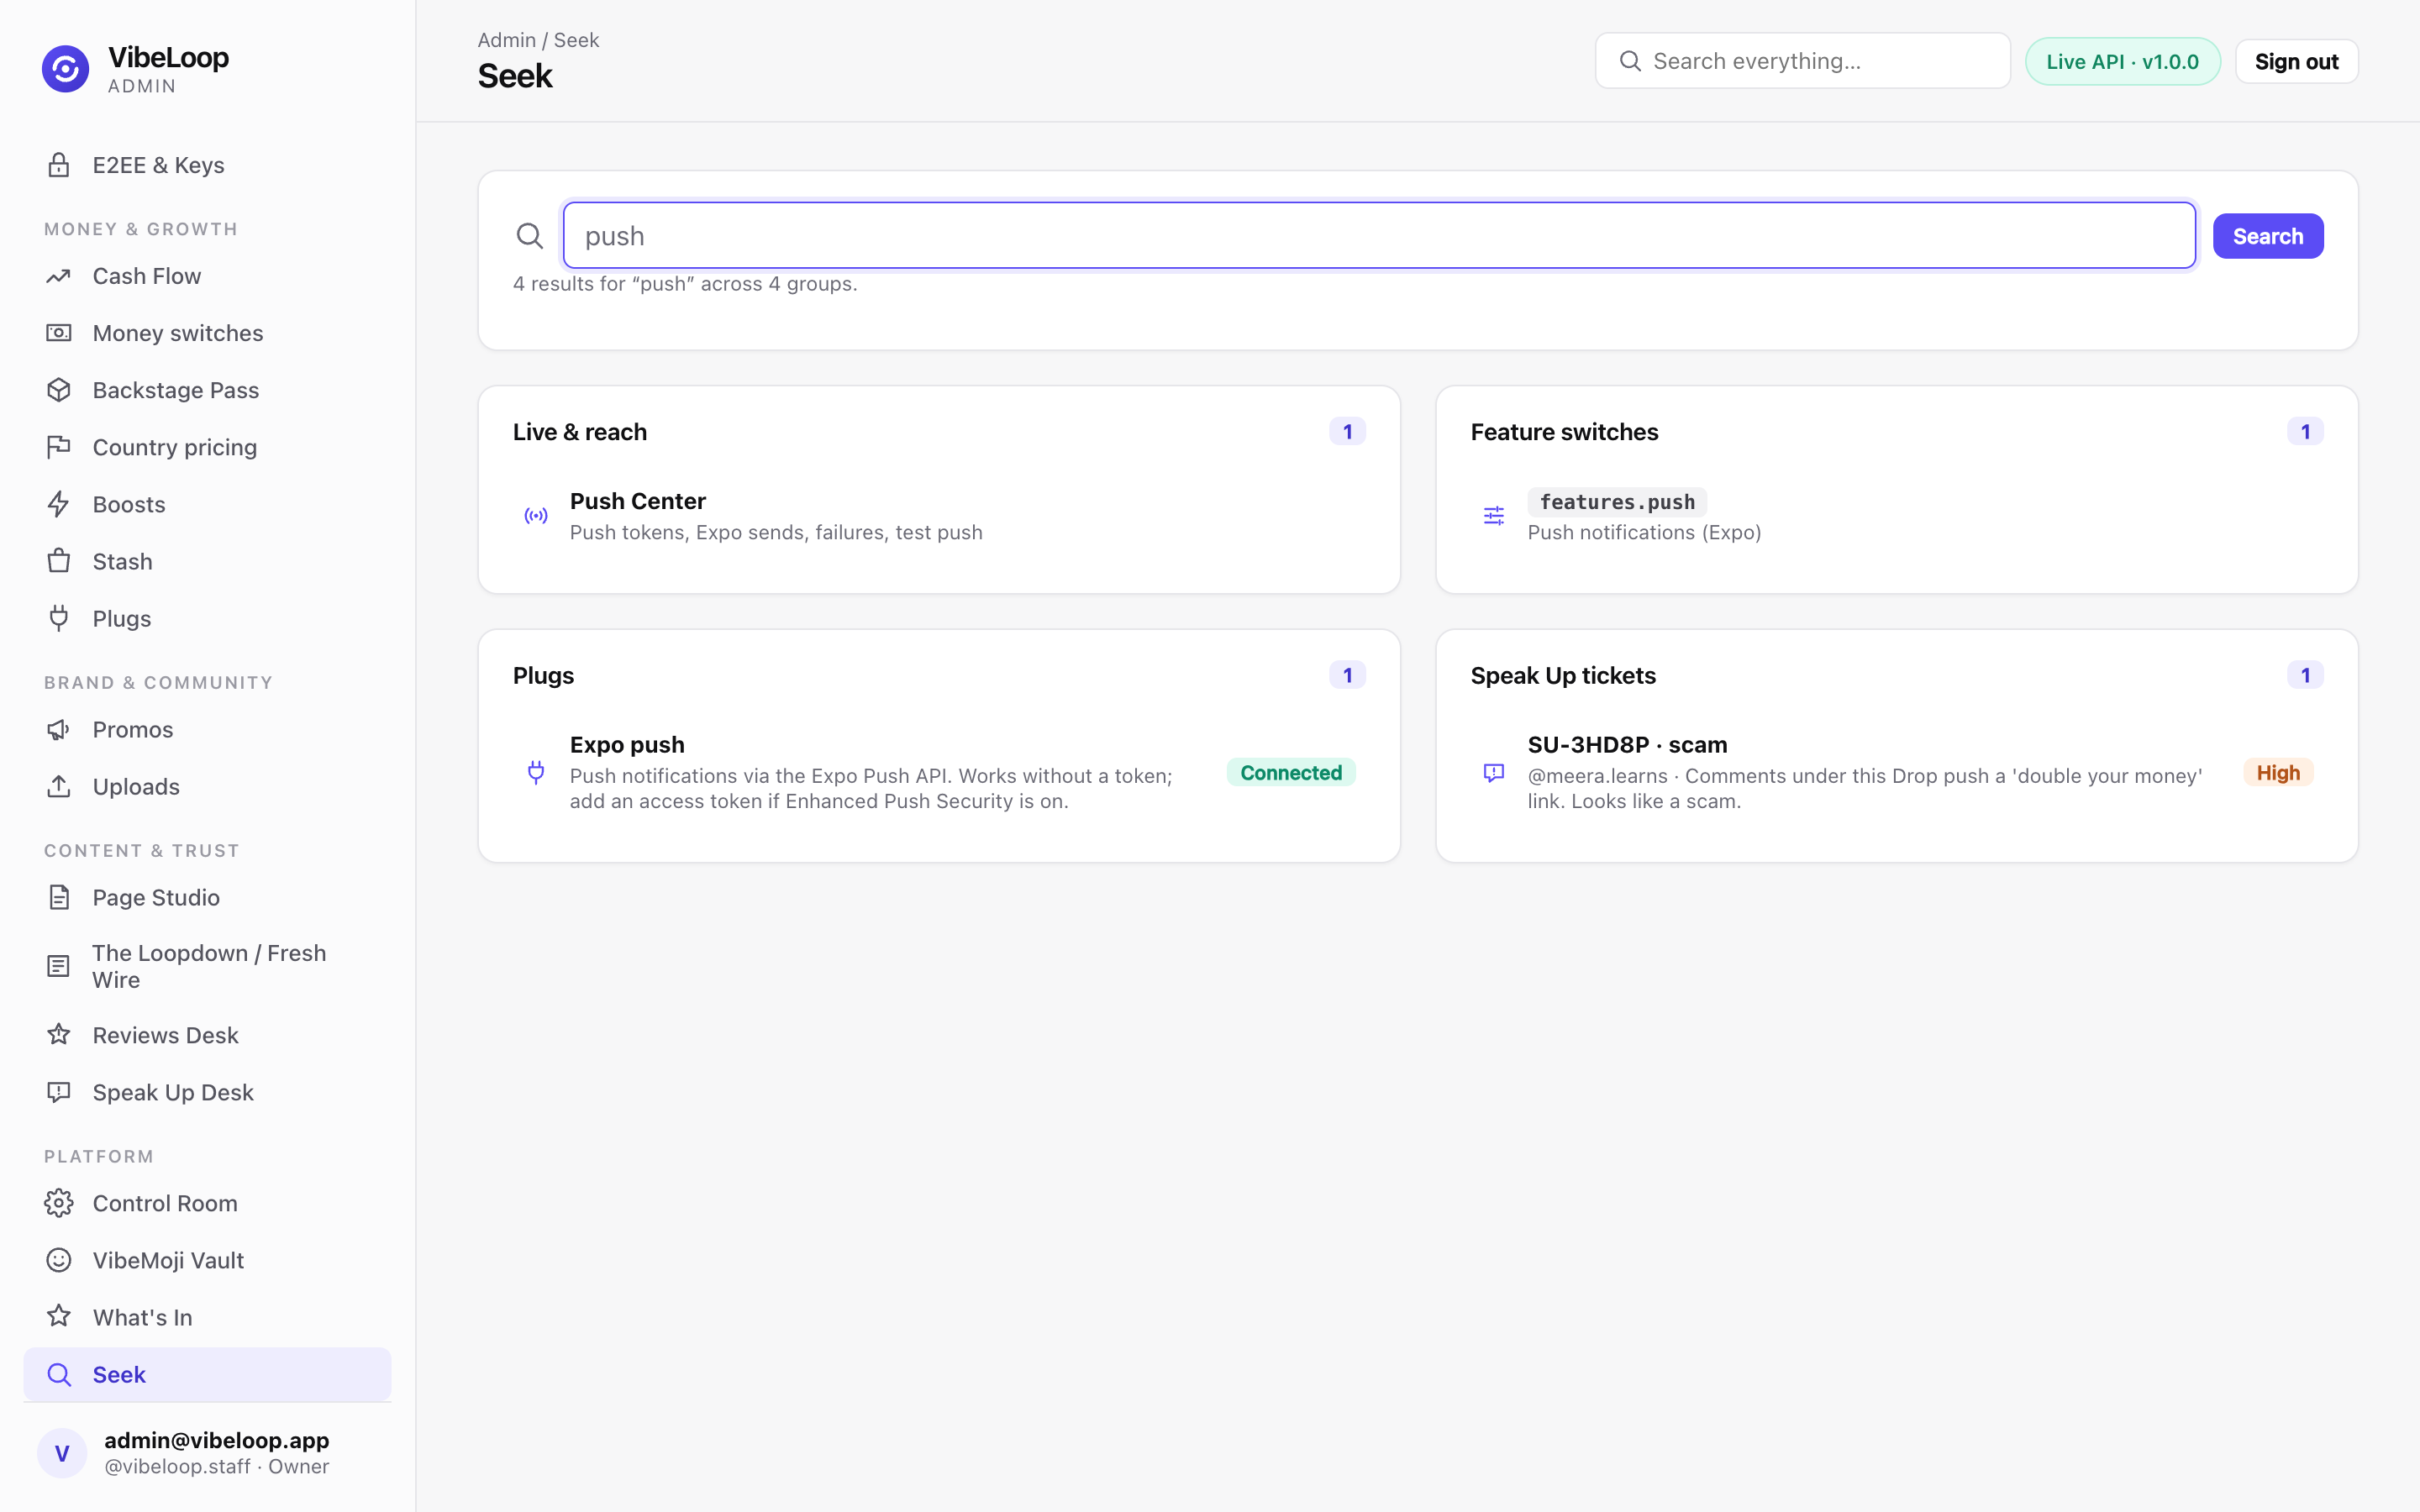 VibeLoop
ADMIN
E2EE & Keys
MONEY & GROWTH
Cash Flow
Money switches
Backstage Pass
Country pricing
Boosts
Stash
Plugs
BRAND & COMMUNITY
Promos
Uploads
CONTENT & TRUST
Page Studio
The Loopdown / Fresh
Wire
Reviews Desk
Speak Up Desk
PLATFORM
Control Room
VibeMoji Vault
What's In
Seek
V
admin@vibeloop.app
@vibeloop.staff · Owner
Admin / Seek
Seek
Search everything...
Live API · v1.0.0
Sign out
push
Search
4 results for “push” across 4 groups.
Live & reach
1
Push Center
Push tokens, Expo sends, failures, test push
Feature switches
1
features.push
Push notifications (Expo)
Plugs
1
Expo push
Push notifications via the Expo Push API. Works without a token;
add an access token if Enhanced Push Security is on.
Connected
Speak Up tickets
1
SU-3HD8P · scam
@meera.learns · Comments under this Drop push a 'double your money'
link. Looks like a scam.
High